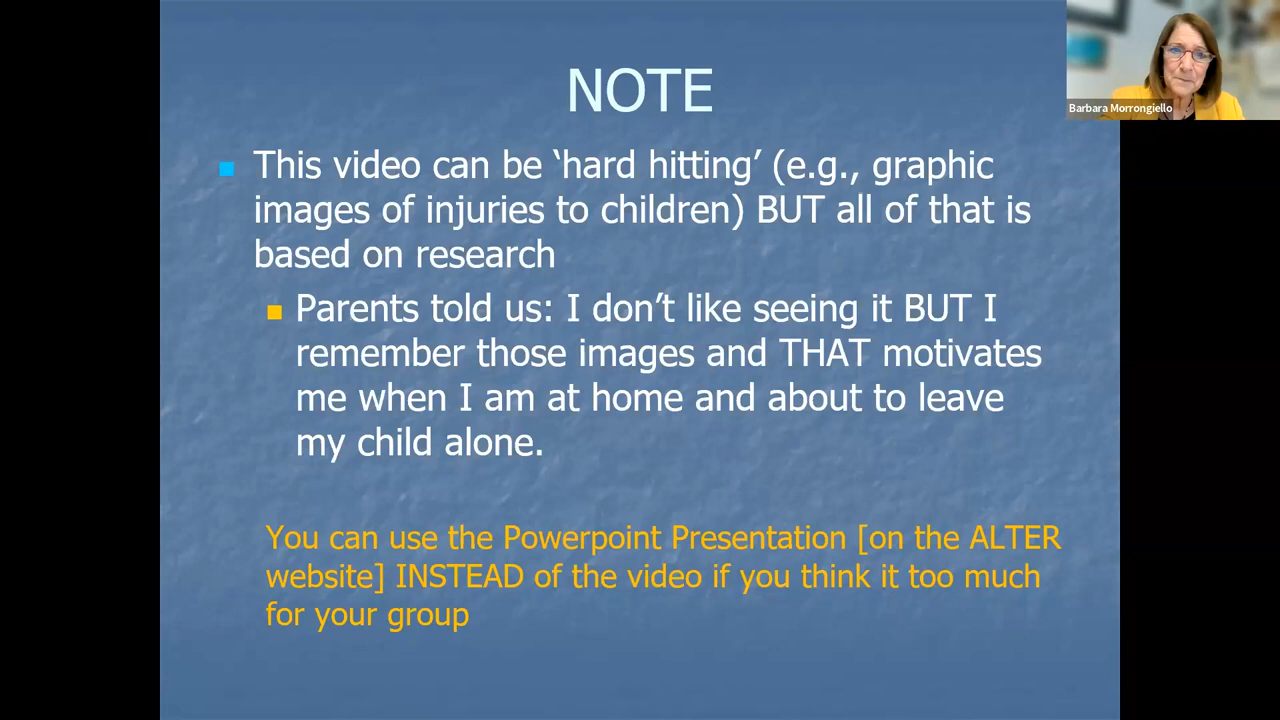 NOTE
This video can be ‘hard hitting’ (e.g., graphic
images of injuries to children) BUT all of that is
based on research
Parents told us: I don’t like seeing it BUT I
remember those images and THAT motivates
me when I am at home and about to leave
my child alone.
You can use the Powerpoint Presentation [on the ALTER
website] INSTEAD of the video if you think it too much
for your group
Barbara Morrongiello